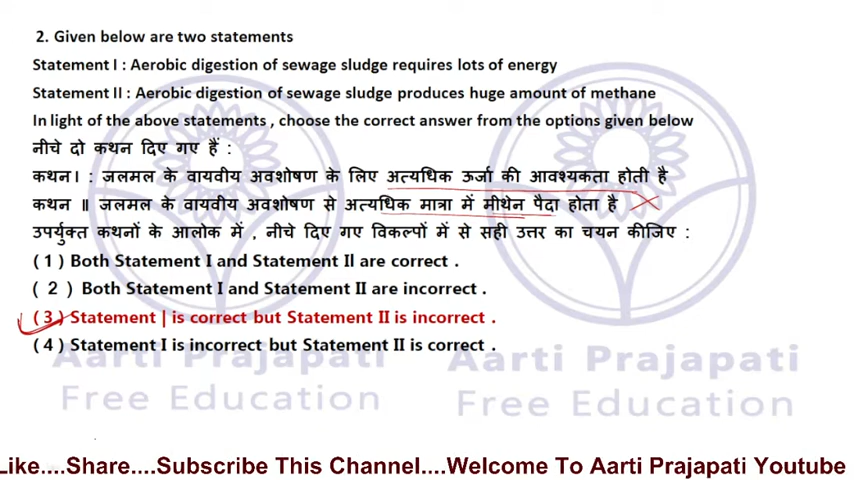 2. Given below are two statements
Statement I : Aerobic digestion of sewage sludge requires lots of energy
Statement II : Aerobic digestion of sewage sludge produces huge amount of methane
In light of the above statements , choose the correct answer from the options given below
नीचे दो कथन दिए गए हैं :
कथन। : जलमल के वायवीय अवशोषण के लिए अत्यधिक ऊर्जा की आवश्यकता होती है
कथन ॥ जलमल के वायवीय अवशोषण से अत्यधिक मात्रा में मीथेन पैदा होता है
उपर्युक्त कथनों के आलोक में , नीचे दिए गए विकल्पों में से सही उत्तर का चयन कीजिए :
( 1 ) Both Statement I and Statement II are correct .
( 2 ) Both Statement I and Statement II are incorrect .
( 3 ) Statement | is correct but Statement II is incorrect .
( 4 ) Statement I is incorrect but Statement II is correct .
Aarti Prajapati Aarti Prajapati
Free Education Free Education
Like....Share....Subscribe This Channel....Welcome To Aarti Prajapati Youtube